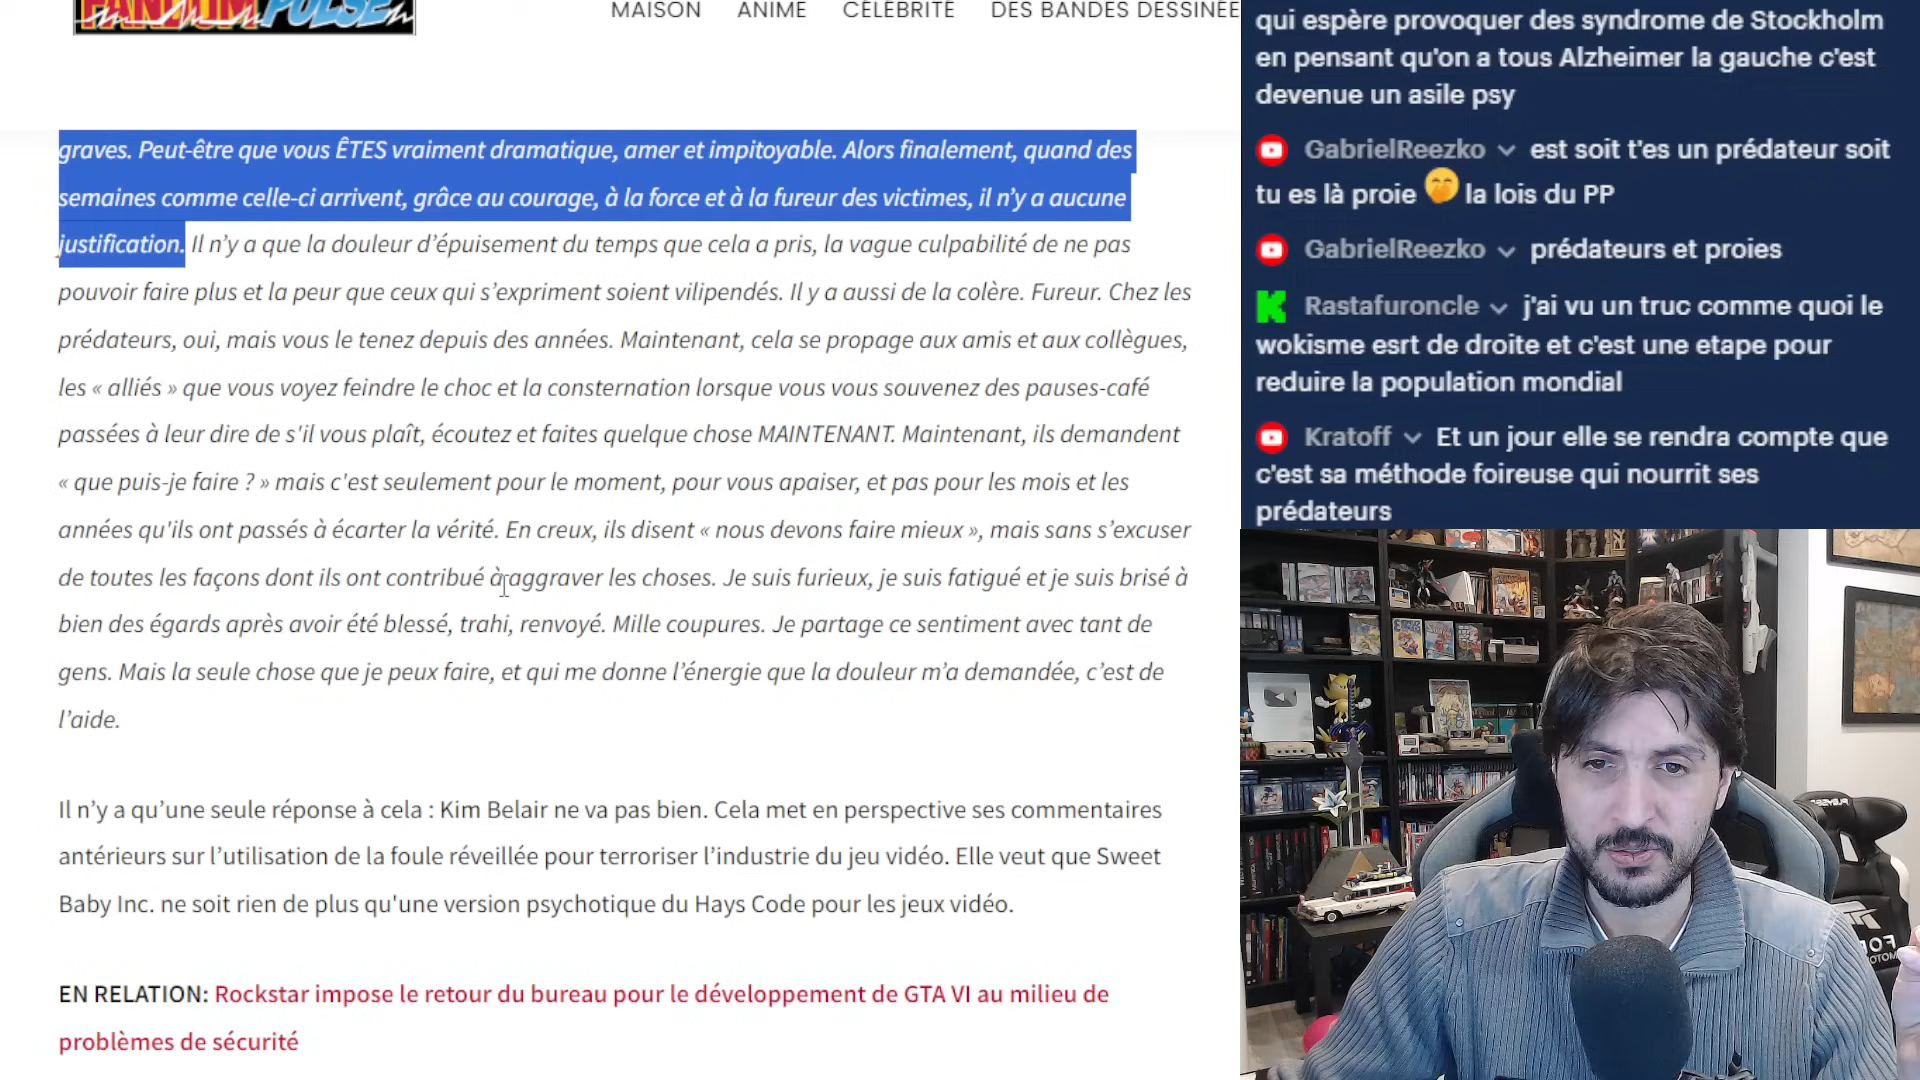 FANDOM PULSE
MAISON ANIME CÉLÉBRITÉ DES BANDES DESSINÉE
graves. Peut-être que vous ÊTES vraiment dramatique, amer et impitoyable. Alors finalement, quand des
semaines comme celle-ci arrivent, grâce au courage, à la force et à la fureur des victimes, il n’y a aucune
justification. Il n’y a que la douleur d’épuisement du temps que cela a pris, la vague culpabilité de ne pas
pouvoir faire plus et la peur que ceux qui s’expriment soient vilipendés. Il y a aussi de la colère. Fureur. Chez les
prédateurs, oui, mais vous le tenez depuis des années. Maintenant, cela se propage aux amis et aux collègues,
les « alliés » que vous voyez feindre le choc et la consternation lorsque vous vous souvenez des pauses-café
passées à leur dire de s'il vous plaît, écoutez et faites quelque chose MAINTENANT. Maintenant, ils demandent
« que puis-je faire ? » mais c'est seulement pour le moment, pour vous apaiser, et pas pour les mois et les
années qu'ils ont passés à écarter la vérité. En creux, ils disent « nous devons faire mieux », mais sans s’excuser
de toutes les façons dont ils ont contribué à aggraver les choses. Je suis furieux, je suis fatigué et je suis brisé à
bien des égards après avoir été blessé, trahi, renvoyé. Mille coupures. Je partage ce sentiment avec tant de
gens. Mais la seule chose que je peux faire, et qui me donne l’énergie que la douleur m’a demandée, c’est de
l’aide.
Il n’y a qu’une seule réponse à cela : Kim Belair ne va pas bien. Cela met en perspective ses commentaires
antérieurs sur l’utilisation de la foule réveillée pour terroriser l’industrie du jeu vidéo. Elle veut que Sweet
Baby Inc. ne soit rien de plus qu'une version psychotique du Hays Code pour les jeux vidéo.
EN RELATION: Rockstar impose le retour du bureau pour le développement de GTA VI au milieu de
problèmes de sécurité
qui espère provoquer des syndrome de Stockholm
en pensant qu'on a tous Alzheimer la gauche c'est
devenue un asile psy
GabrielReezko est soit t'es un prédateur soit
tu es là proie la lois du PP
GabrielReezko prédateurs et proies
Rastafuroncle j'ai vu un truc comme quoi le
wokisme esrt de droite et c'est une etape pour
reduire la population mondial
Kratoff Et un jour elle se rendra compte que
c'est sa méthode foireuse qui nourrit ses
prédateurs